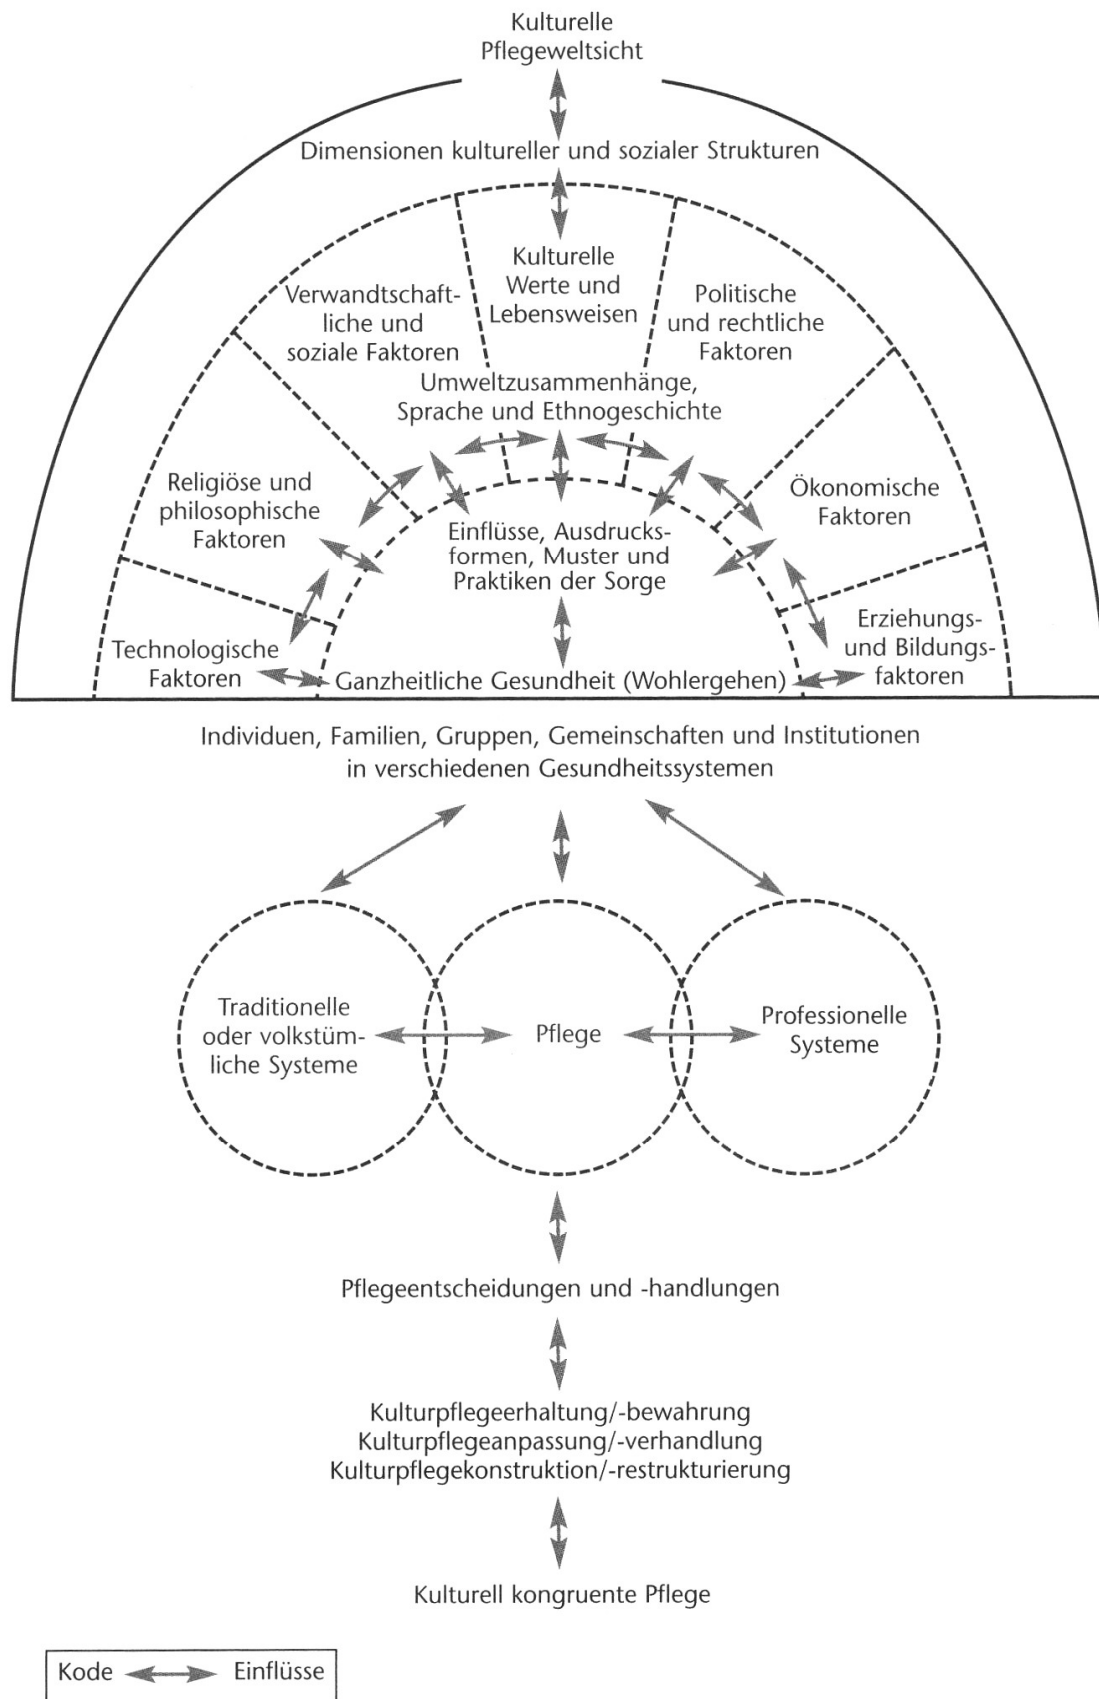 Kulturelle
Pflegeweltsicht
Dimensionen kultureller und sozialer Strukturen
Kulturelle
Werte und
Lebensweisen
Verwandtschaft-
liche und
soziale Faktoren
Politische
und rechtliche
Faktoren
Umweltzusammenhänge,
Sprache und Ethnogeschichte
Religiöse und
philosophische
Faktoren
Ökonomische
Faktoren
Einflüsse, Ausdrucks-
formen, Muster und
Praktiken der Sorge
Technologische
Faktoren
Erziehungs-
und Bildungs-
faktoren
Ganzheitliche Gesundheit (Wohlergehen)
Individuen, Familien, Gruppen, Gemeinschaften und Institutionen
in verschiedenen Gesundheitssystemen
Traditionelle
oder volkstüm-
liche Systeme
Pflege
Professionelle
Systeme
Pflegeentscheidungen und -handlungen
Kulturpflegeerhaltung/-bewahrung
Kulturpflegeanpassung/-verhandlung
Kulturpflegekonstruktion/-restrukturierung
Kulturell kongruente Pflege
Kode Einflüsse